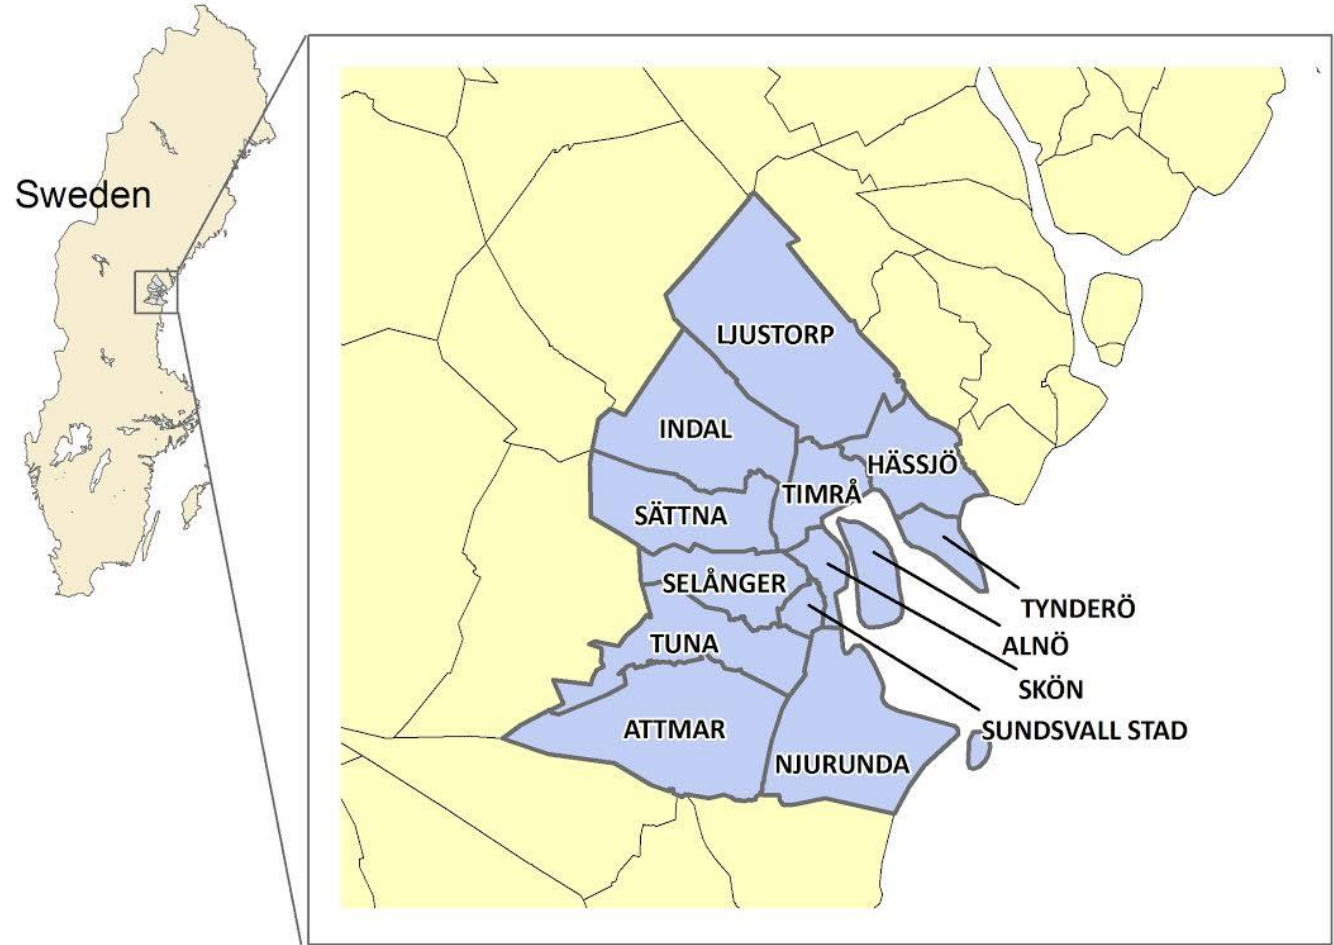 Sweden
LJUSTORP
INDAL
HÄSSJÖ
TIMRÅ
SÄTTNA
SELÅNGER
TYNDERÖ
TUNA
ALNÖ
SKÖN
ATTMAR
SUNDSVALL STAD
NJURUNDA